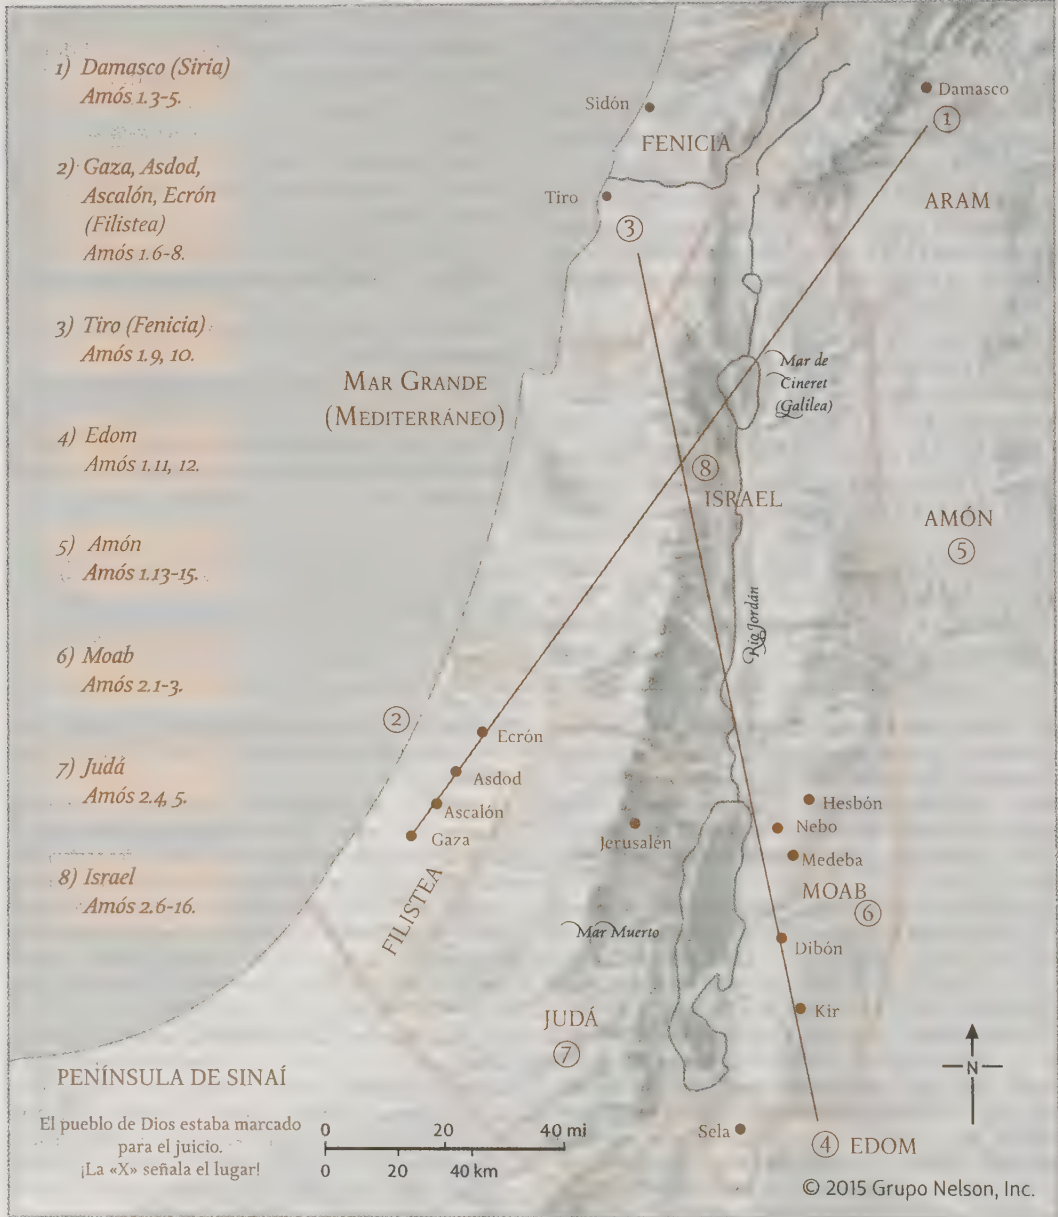 1) Damasco (Siria)
Amós 1.3-5.
2) Gaza, Asdod,
Ascalón, Ecrón
(Filistea)
Amós 1.6-8.
3) Tiro (Fenicia)
Amós 1.9, 10.
4) Edom
Amós 1.11, 12.
5) Amón
Amós 1.13-15.
6) Moab
Amós 2.1-3.
7) Judá
Amós 2.4, 5.
8) Israel
Amós 2.6-16.
PENÍNSULA DE SINAÍ
El pueblo de Dios estaba marcado
para el juicio.
¡La «X» señala el lugar!
0 20 40 mi
0 20 40 km
MAR GRANDE
(MEDITERRÁNEO)
Sidón
FENICIA
Tiro
3
Damasco
1
ARAM
Mar de
Cineret
(Galilea)
8
ISRAEL
AMÓN
5
Río Jordán
2
Ecrón
Asdod
Ascalón
Gaza
FILISTEA
Jerusalén
Hesbón
Nebo
Medeba
MOAB
6
Mar Muerto
Dibón
Kir
JUDÁ
7
N
Sela
4 EDOM
© 2015 Grupo Nelson, Inc.